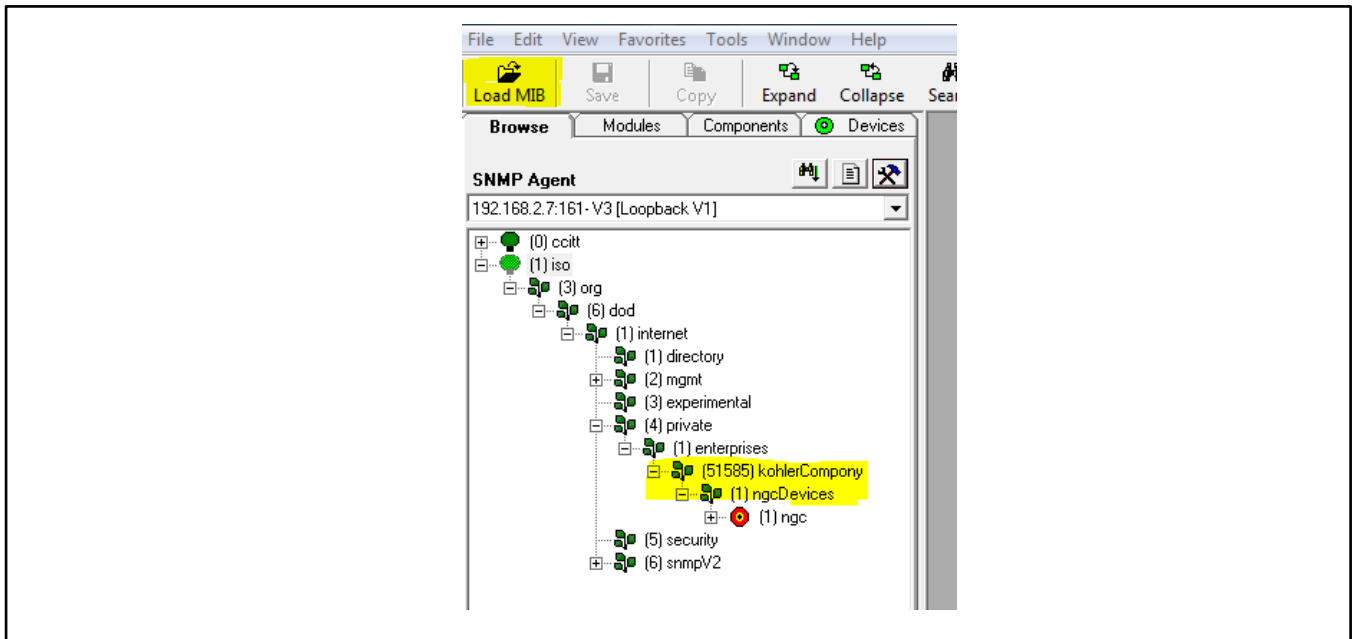 File Edit View Favorites Tools Window Help
Load MIB Save Copy Expand Collapse Sear
Browse Modules Components Devices
SNMP Agent
192.168.2.7:161- V3 [Loopback V1]
(0) ccitt
(1) iso
(3) org
(6) dod
(1) internet
(1) directory
(2) mgmt
(3) experimental
(4) private
(1) enterprises
(51585) kohlerCompony
(1) ngcDevices
(1) ngc
(5) security
(6) snmpV2